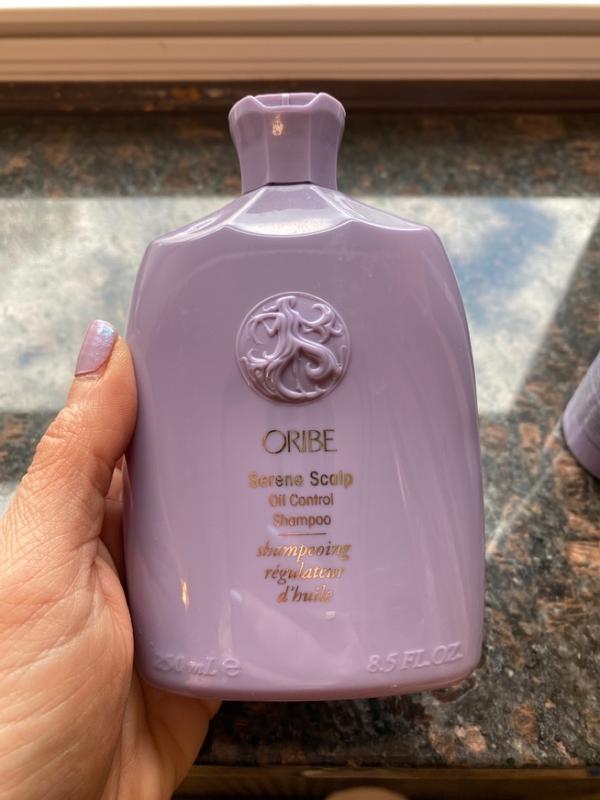 ORIBE
Serene Scalp
Oil Control
Shampoo
shampooing
régulateur
d'huile
250 mL ℮ 8.5 FL.OZ.